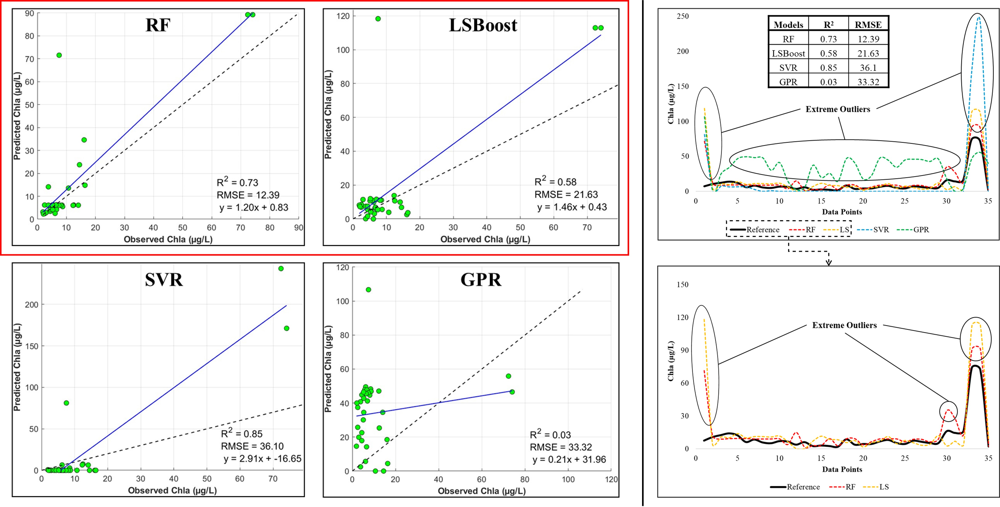 RF
90
80
70
60
50
40
30
20
10
0
0 10 20 30 40 50 60 70 80 90
Predicted Chla (µg/L)
Observed Chla (µg/L)
R² = 0.73
RMSE = 12.39
y = 1.20x + 0.83
LSBoost
120
100
80
60
40
20
0
0 10 20 30 40 50 60 70
Predicted Chla (µg/L)
Observed Chla (µg/L)
R² = 0.58
RMSE = 21.63
y = 1.46x + 0.43
SVR
200
150
100
50
0
0 10 20 30 40 50 60 70
Predicted Chla (µg/L)
Observed Chla (µg/L)
R² = 0.85
RMSE = 36.10
y = 2.91x + -16.65
GPR
120
100
80
60
40
20
0
0 20 40 60 80 100 120
Predicted Chla (µg/L)
Observed Chla (µg/L)
R² = 0.03
RMSE = 33.32
y = 0.21x + 31.96
250
200
150
100
50
0
0 5 10 15 20 25 30 35
Chla (µg/L)
Data Points
Models R² RMSE
RF 0.73 12.39
LSBoost 0.58 21.63
SVR 0.85 36.1
GPR 0.03 33.32
Extreme Outliers
Reference RF LS SVR GPR
150
120
90
60
30
0
0 5 10 15 20 25 30 35
Chla (µg/L)
Data Points
Extreme Outliers
Reference RF LS